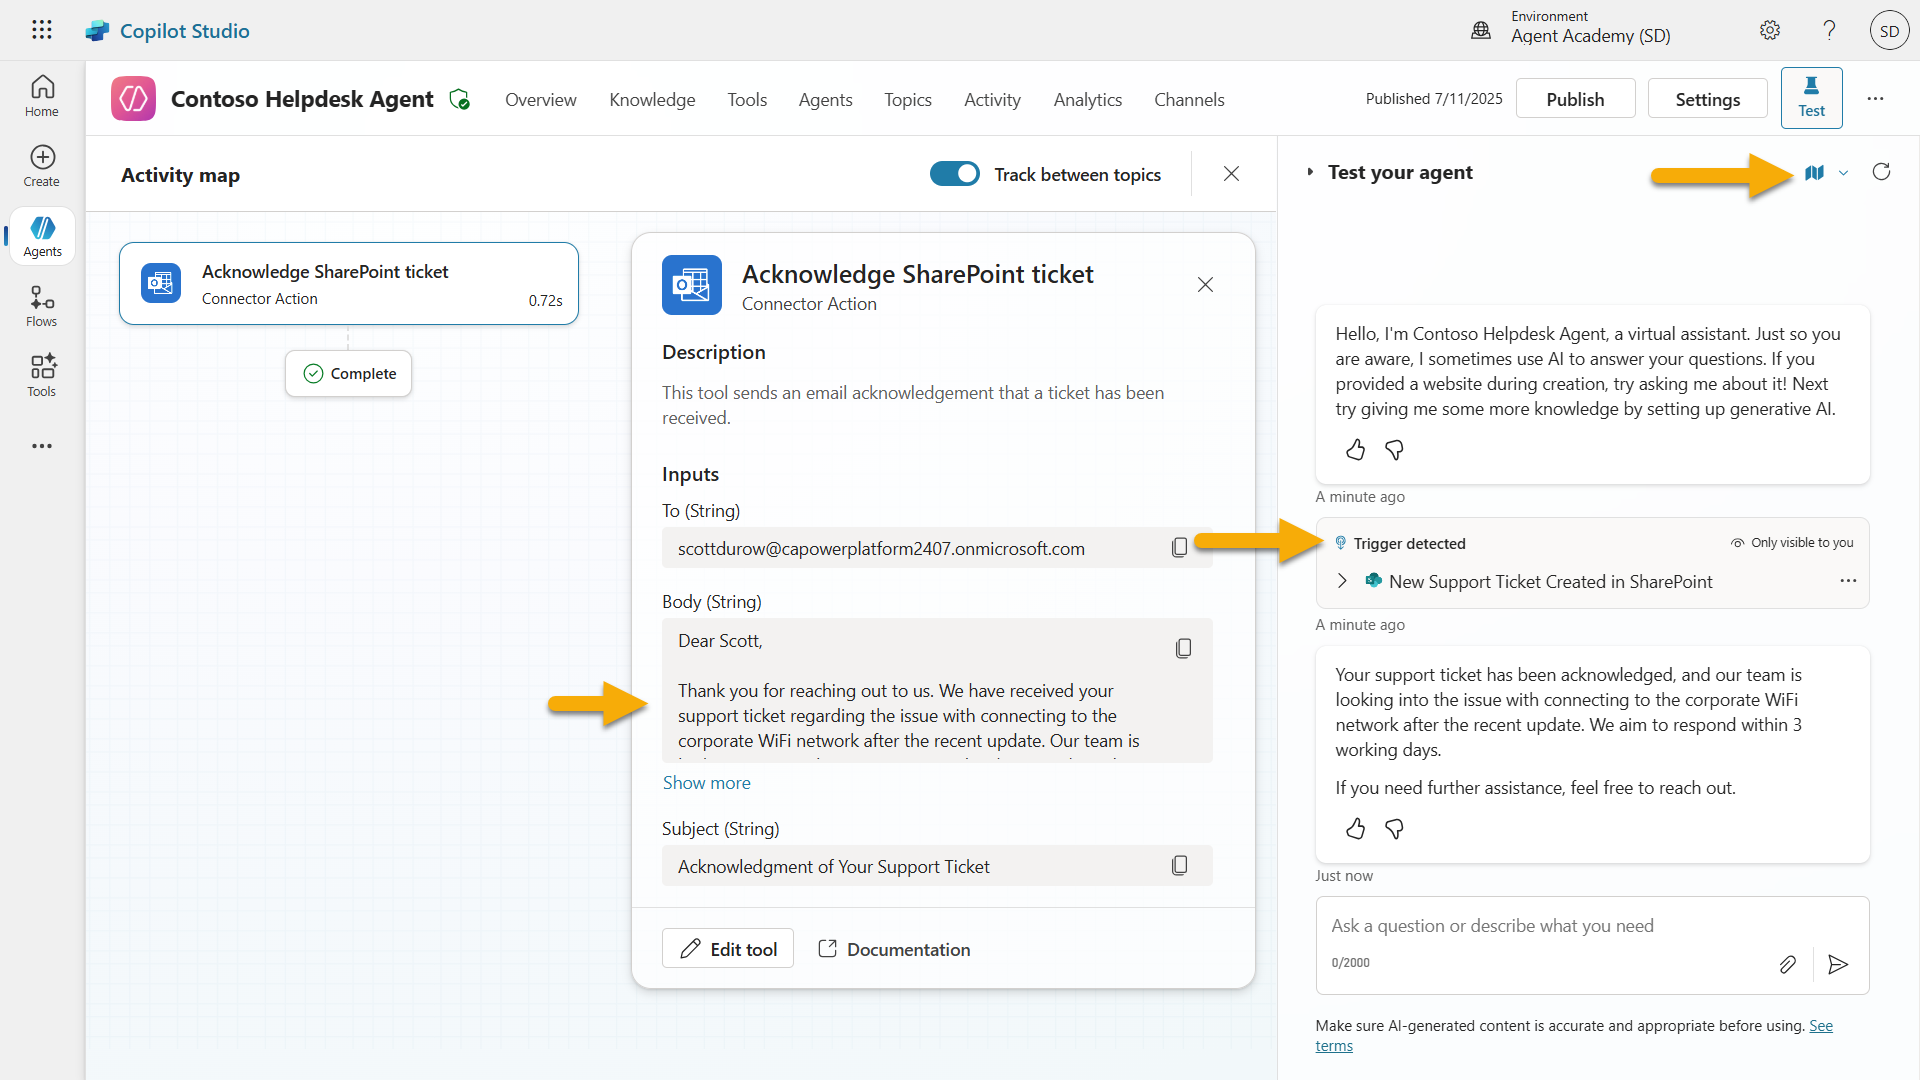 Copilot Studio
Environment
Agent Academy (SD)
SD
Home
Create
Agents
Flows
Tools
Contoso Helpdesk Agent
Overview
Knowledge
Tools
Agents
Topics
Activity
Analytics
Channels
Published 7/11/2025
Publish
Settings
Test
Activity map
Track between topics
Acknowledge SharePoint ticket
Connector Action
0.72s
Complete
Acknowledge SharePoint ticket
Connector Action
Description
This tool sends an email acknowledgement that a ticket has been
received.
Inputs
To (String)
scottdurow@capowerplatform2407.onmicrosoft.com
Body (String)
Dear Scott,
Thank you for reaching out to us. We have received your
support ticket regarding the issue with connecting to the
corporate WiFi network after the recent update. Our team is
Show more
Subject (String)
Acknowledgment of Your Support Ticket
Edit tool
Documentation
Test your agent
Hello, I'm Contoso Helpdesk Agent, a virtual assistant. Just so you
are aware, I sometimes use AI to answer your questions. If you
provided a website during creation, try asking me about it! Next
try giving me some more knowledge by setting up generative AI.
A minute ago
Trigger detected
Only visible to you
New Support Ticket Created in SharePoint
A minute ago
Your support ticket has been acknowledged, and our team is
looking into the issue with connecting to the corporate WiFi
network after the recent update. We aim to respond within 3
working days.
If you need further assistance, feel free to reach out.
Just now
Ask a question or describe what you need
0/2000
Make sure AI-generated content is accurate and appropriate before using. See
terms